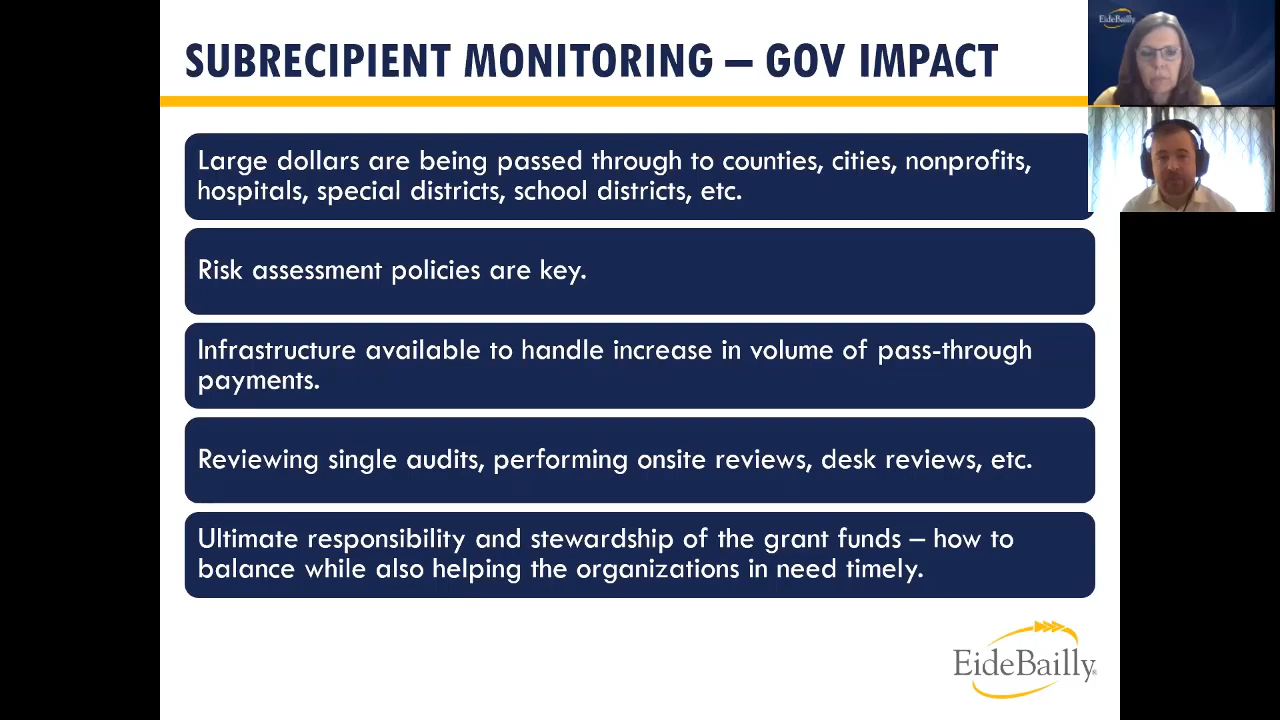 SUBRECIPIENT MONITORING – GOV IMPACT
EideBailly
Large dollars are being passed through to counties, cities, nonprofits,
hospitals, special districts, school districts, etc.
Risk assessment policies are key.
Infrastructure available to handle increase in volume of pass-through
payments.
Reviewing single audits, performing onsite reviews, desk reviews, etc.
Ultimate responsibility and stewardship of the grant funds – how to
balance while also helping the organizations in need timely.
EideBailly®